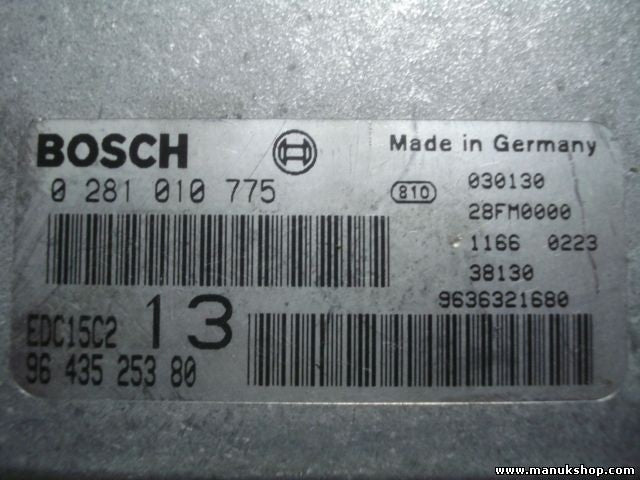 BOSCH
Made in Germany
0 281 010 775
810
030130
28FM0000
1166 0223
38130
9636321680
EDC15C2
13
96 435 253 80
www.manukshop.com